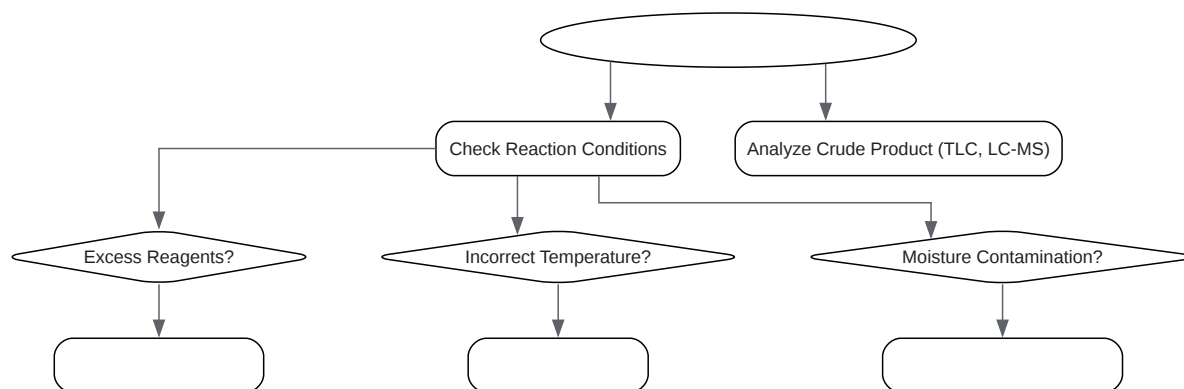 Check Reaction Conditions
Analyze Crude Product (TLC, LC-MS)
Excess Reagents?
Incorrect Temperature?
Moisture Contamination?